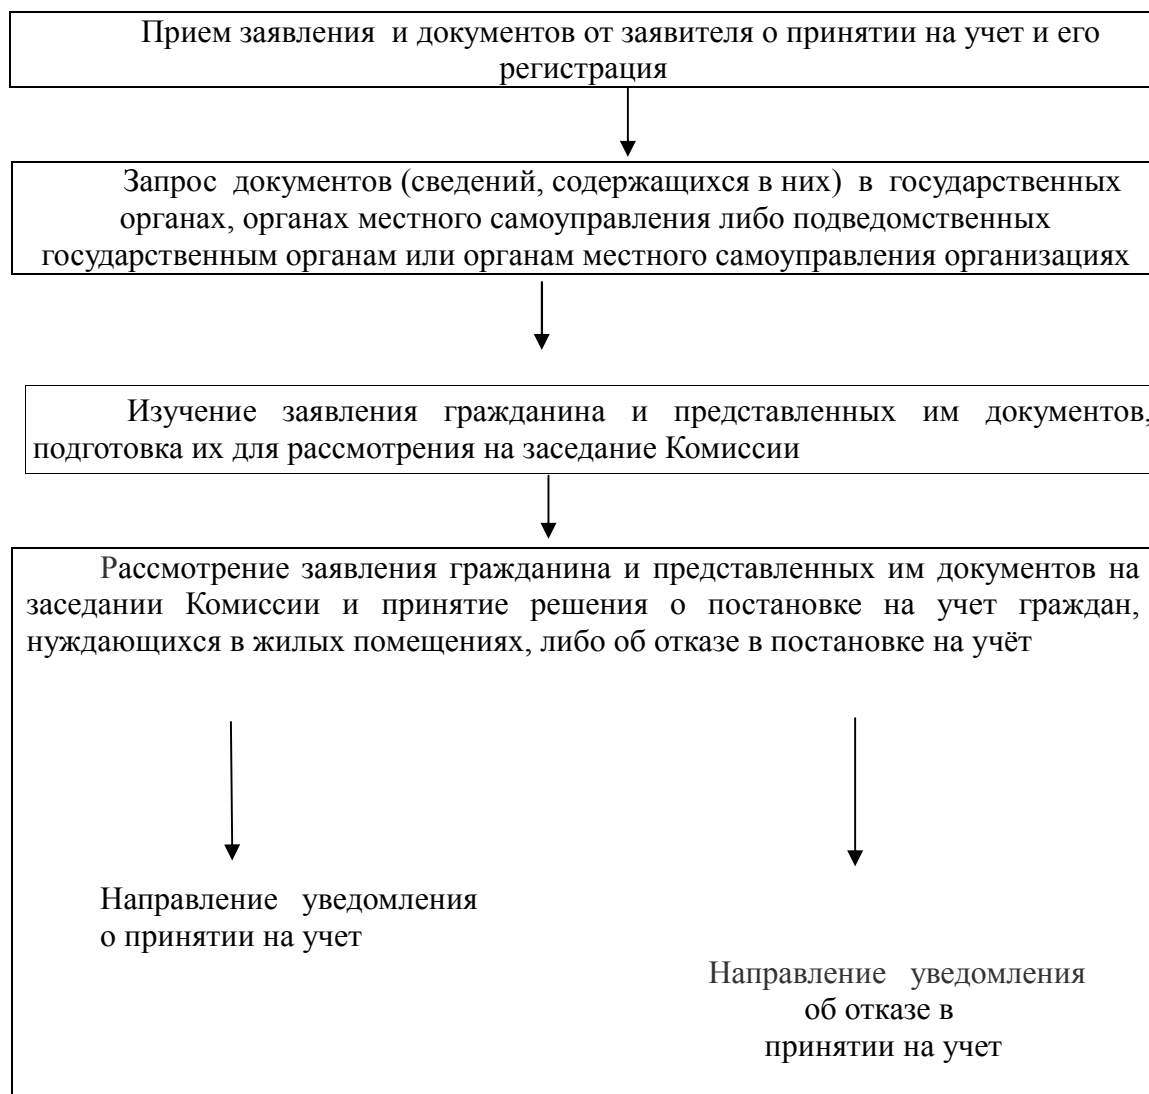 Прием заявления и документов от заявителя о принятии на учет и его
регистрация
Запрос документов (сведений, содержащихся в них) в государственных
органах, органах местного самоуправления либо подведомственных
государственным органам или органам местного самоуправления организациях
Изучение заявления гражданина и представленных им документов,
подготовка их для рассмотрения на заседание Комиссии
Рассмотрение заявления гражданина и представленных им документов на
заседании Комиссии и принятие решения о постановке на учет граждан,
нуждающихся в жилых помещениях, либо об отказе в постановке на учёт
Направление уведомления
о принятии на учет
Направление уведомления
об отказе в
принятии на учет